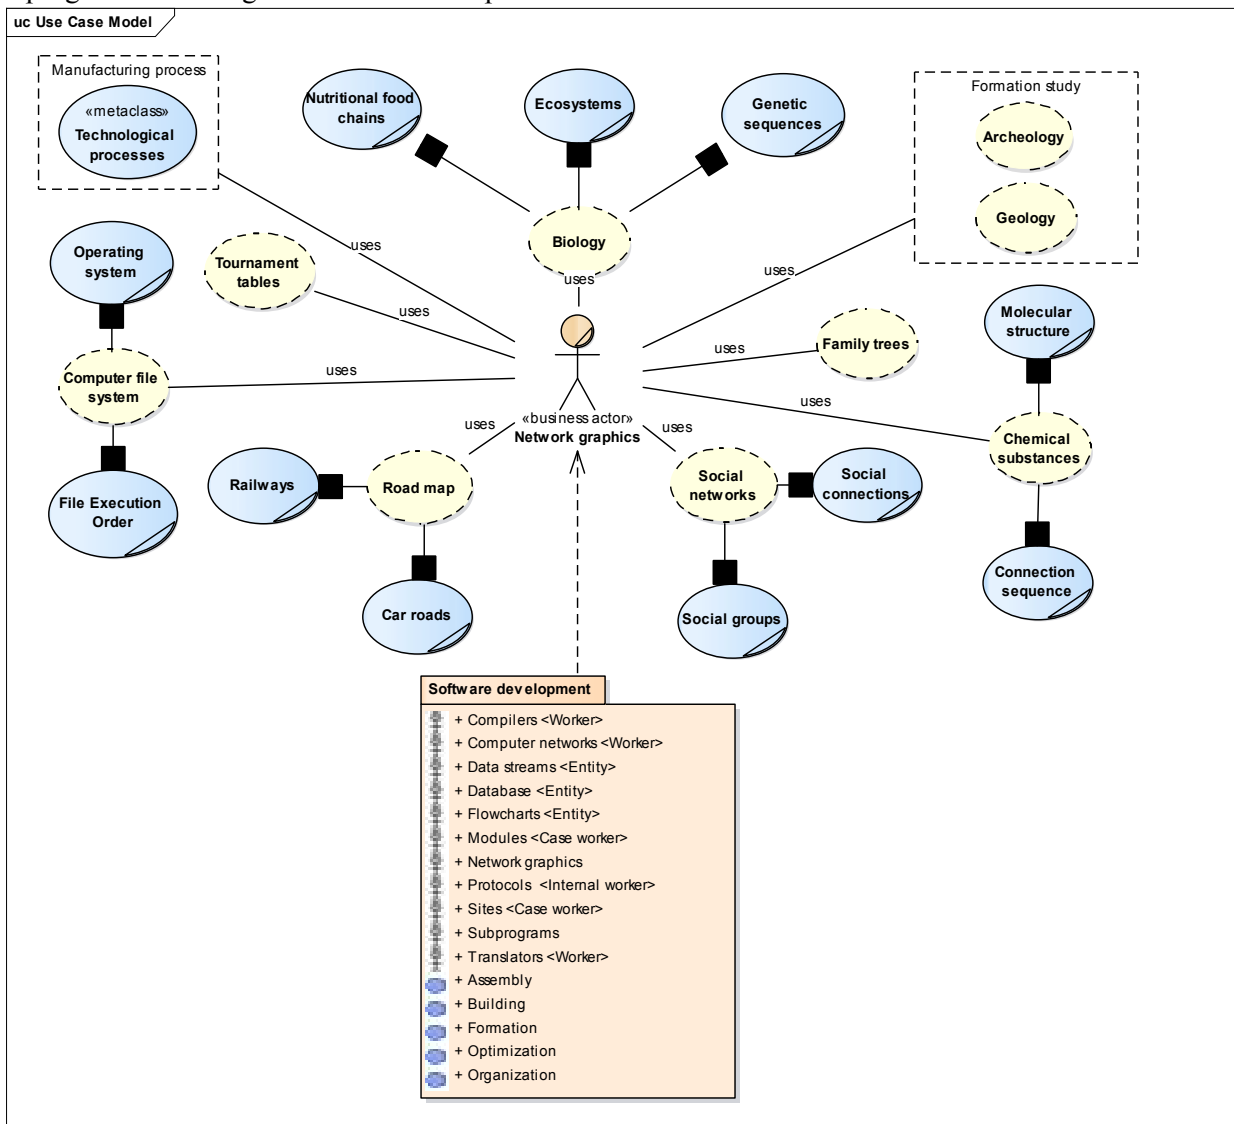 uc Use Case Model
Manufacturing process
«metaclass»
Technological
processes
Nutritional food
chains
Ecosystems
Genetic
sequences
Formation study
Archeology
Geology
Biology
uses
Operating
system
Tournament
tables
uses
uses
uses
Molecular
structure
Family trees
uses
Computer file
system
uses
uses
Chemical
substances
«business actor»
Network graphics
uses
uses
Railways
Road map
Social
networks
Social
connections
File Execution
Order
Connection
sequence
Car roads
Social groups
Software development
+ Compilers <Worker>
+ Computer networks <Worker>
+ Data streams <Entity>
+ Database <Entity>
+ Flowcharts <Entity>
+ Modules <Case worker>
+ Network graphics
+ Protocols <Internal worker>
+ Sites <Case worker>
+ Subprograms
+ Translators <Worker>
+ Assembly
+ Building
+ Formation
+ Optimization
+ Organization